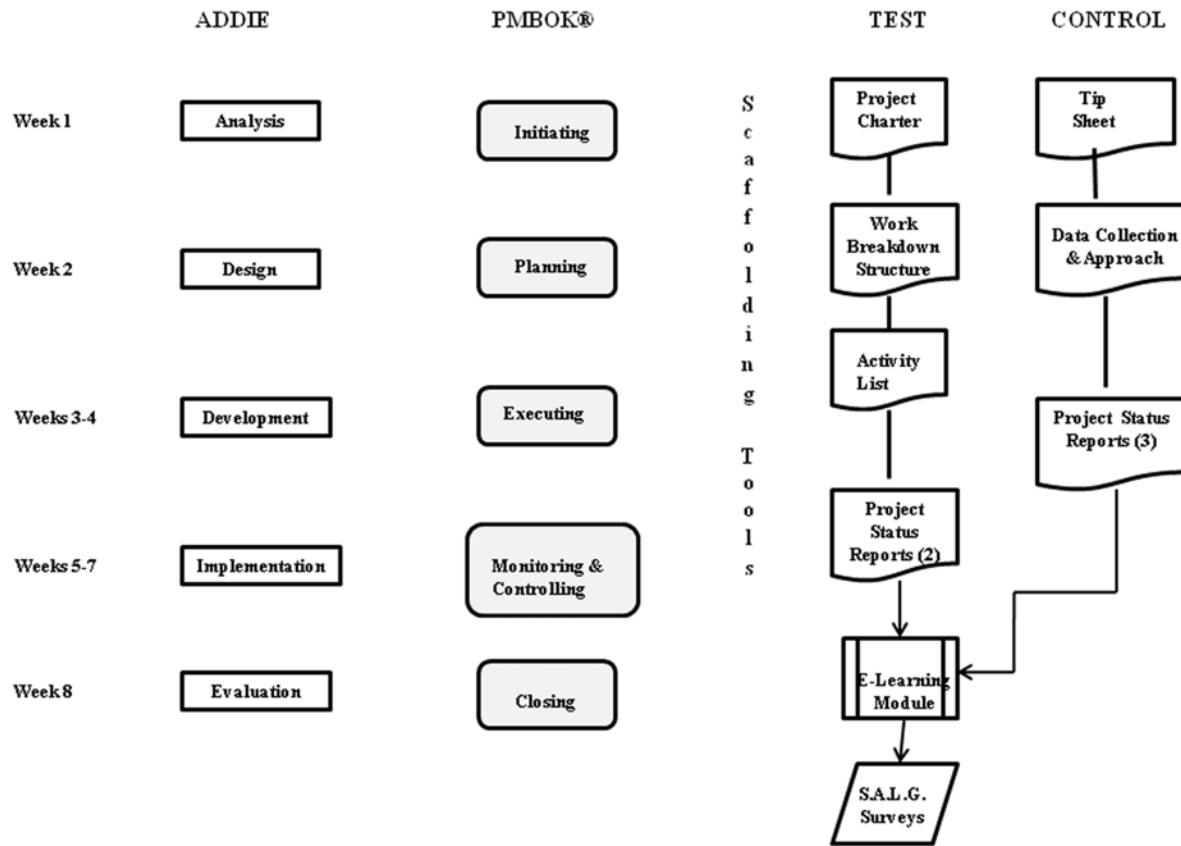 ADDIE PMBOK® TEST CONTROL
Week 1
Analysis
Initiating
Project
Charter
Tip
Sheet
Week 2
Design
Planning
Work
Breakdown
Structure
Data Collection
& Approach
Activity
List
Weeks 3-4
Development
Executing
Project Status
Reports (3)
Scaffolding Tools
Project
Status
Reports (2)
Weeks 5-7
Implementation
Monitoring &
Controlling
Week 8
Evaluation
Closing
E-Learning
Module
S.A.L.G.
Surveys